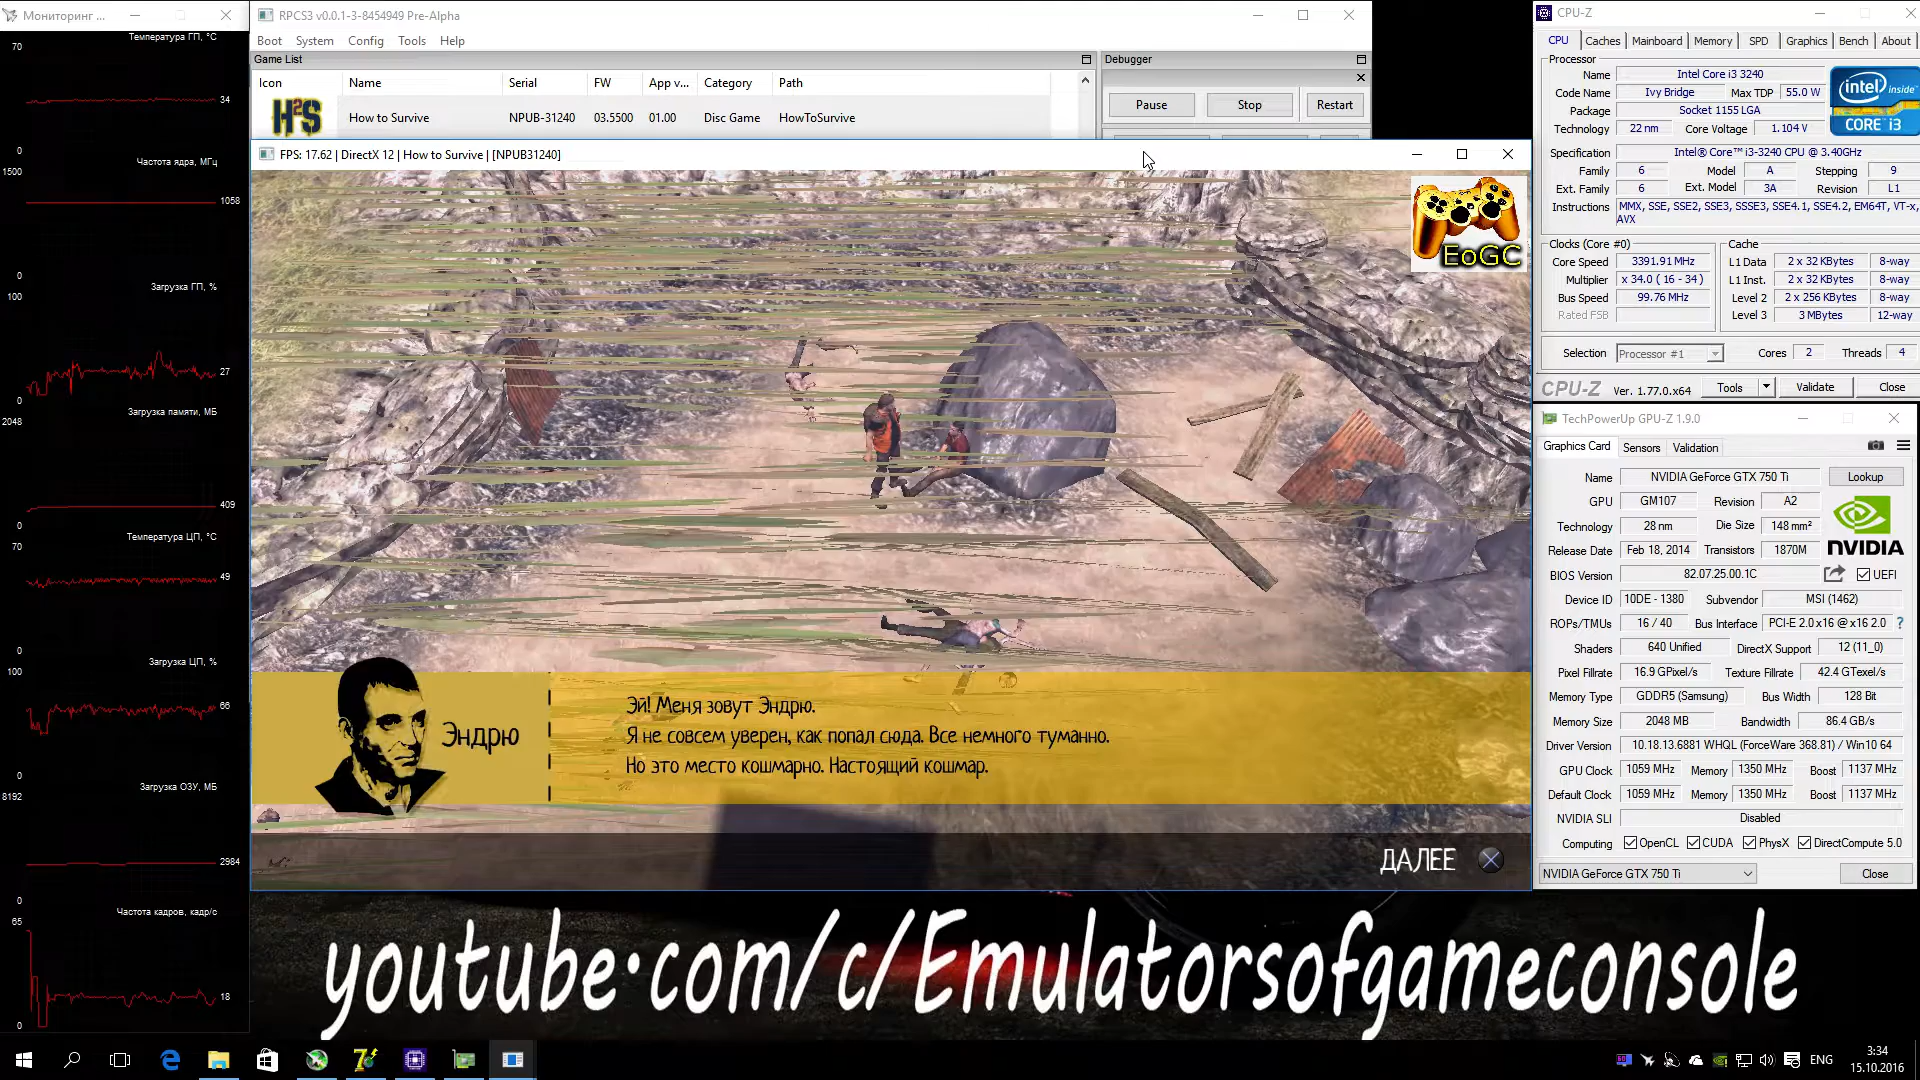 Мониторинг ...
Температура ГП, °C
70
34
0
Частота ядра, МГц
1500
1058
0
Загрузка ГП, %
100
27
0
Загрузка памяти, МБ
2048
409
0
Температура ЦП, °C
70
49
0
Загрузка ЦП, %
100
66
0
Загрузка ОЗУ, МБ
8192
2984
0
Частота кадров, кадр/с
65
18
0
RPCS3 v0.0.1-3-8454949 Pre-Alpha
Boot System Config Tools Help
Game List
Icon Name Serial FW App v... Category Path
H2S How to Survive NPUB-31240 03.5500 01.00 Disc Game HowToSurvive
Debugger
Pause Stop Restart
FPS: 17.62 | DirectX 12 | How to Survive | [NPUB31240]
EoGC
Эндрю
Эй! Меня зовут Эндрю.
Я не совсем уверен, как попал сюда. Все немного туманно.
Но это место кошмарно. Настоящий кошмар.
ДАЛЕЕ
youtube.com/c/Emulatorsofgameconsole
CPU-Z
CPU Caches Mainboard Memory SPD Graphics Bench About
Processor
Name Intel Core i3 3240
Code Name Ivy Bridge Max TDP 55.0 W
Package Socket 1155 LGA
Technology 22 nm Core Voltage 1.104 V
intel inside™
CORE i3
Specification Intel® Core™ i3-3240 CPU @ 3.40GHz
Family 6 Model A Stepping 9
Ext. Family 6 Ext. Model 3A Revision L1
Instructions MMX, SSE, SSE2, SSE3, SSSE3, SSE4.1, SSE4.2, EM64T, VT-x,
AVX
Clocks (Core #0)
Core Speed 3391.91 MHz
Multiplier x 34.0 ( 16 - 34 )
Bus Speed 99.76 MHz
Rated FSB
Cache
L1 Data 2 x 32 KBytes 8-way
L1 Inst. 2 x 32 KBytes 8-way
Level 2 2 x 256 KBytes 8-way
Level 3 3 MBytes 12-way
Selection Processor #1 Cores 2 Threads 4
CPU-Z Ver. 1.77.0.x64 Tools Validate Close
TechPowerUp GPU-Z 1.9.0
Graphics Card Sensors Validation
Name NVIDIA GeForce GTX 750 Ti Lookup
GPU GM107 Revision A2
Technology 28 nm Die Size 148 mm²
Release Date Feb 18, 2014 Transistors 1870M
NVIDIA
BIOS Version 82.07.25.00.1C UEFI
Device ID 10DE - 1380 Subvendor MSI (1462)
ROPs/TMUs 16 / 40 Bus Interface PCI-E 2.0 x16 @ x16 2.0 ?
Shaders 640 Unified DirectX Support 12 (11_0)
Pixel Fillrate 16.9 GPixel/s Texture Fillrate 42.4 GTexel/s
Memory Type GDDR5 (Samsung) Bus Width 128 Bit
Memory Size 2048 MB Bandwidth 86.4 GB/s
Driver Version 10.18.13.6881 WHQL (ForceWare 368.81) / Win10 64
GPU Clock 1059 MHz Memory 1350 MHz Boost 1137 MHz
Default Clock 1059 MHz Memory 1350 MHz Boost 1137 MHz
NVIDIA SLI Disabled
Computing OpenCL CUDA PhysX DirectCompute 5.0
NVIDIA GeForce GTX 750 Ti Close
ENG
3:34
15.10.2016